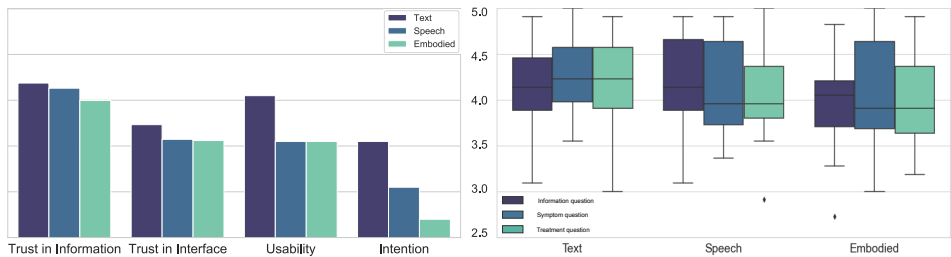 Text
Speech
Embodied
Trust in Information
Trust in Interface
Usability
Intention
5.0
4.5
4.0
3.5
3.0
2.5
Information question
Symptom question
Treatment question
Text
Speech
Embodied